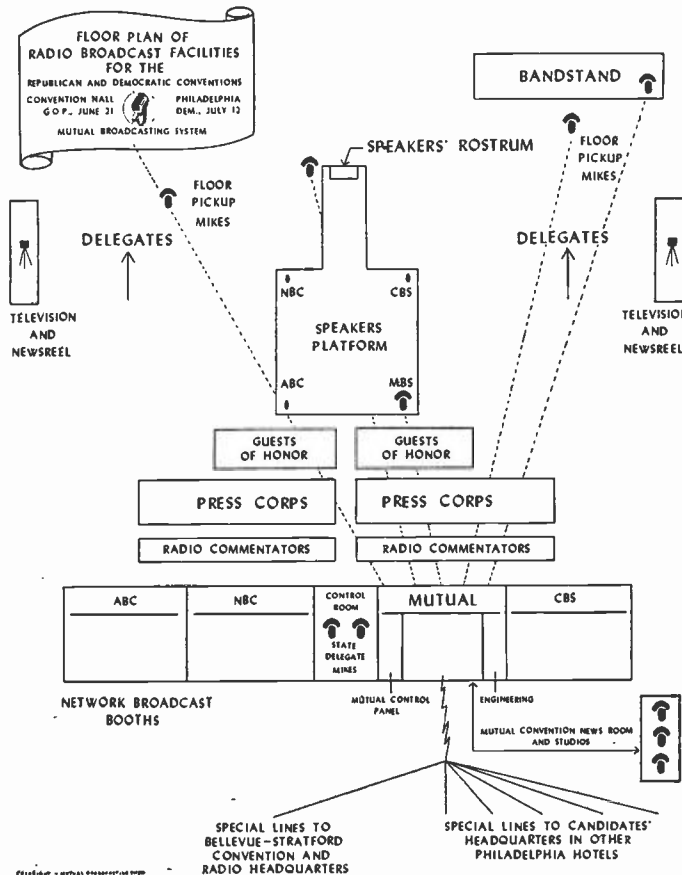 FLOOR PLAN OF
RADIO BROADCAST FACILITIES
FOR THE
REPUBLICAN AND DEMOCRATIC CONVENTIONS
CONVENTION HALL PHILADELPHIA
G O P., JUNE 21 DEM., JULY 12
MUTUAL BROADCASTING SYSTEM
BANDSTAND
SPEAKERS' ROSTRUM
FLOOR
PICKUP
MIKES
FLOOR
PICKUP
MIKES
DELEGATES
DELEGATES
TELEVISION
AND
NEWSREEL
TELEVISION
AND
NEWSREEL
NBC CBS
SPEAKERS
PLATFORM
ABC MBS
GUESTS
OF HONOR
GUESTS
OF HONOR
PRESS CORPS
PRESS CORPS
RADIO COMMENTATORS
RADIO COMMENTATORS
ABC
NBC
CONTROL
ROOM
STATE
DELEGATE
MIKES
MUTUAL
CBS
NETWORK BROADCAST
BOOTHS
MUTUAL CONTROL
PANEL
ENGINEERING
MUTUAL CONVENTION NEWS ROOM
AND STUDIOS
SPECIAL LINES TO
BELLEVUE-STRATFORD
CONVENTION AND
RADIO HEADQUARTERS
SPECIAL LINES TO CANDIDATES'
HEADQUARTERS IN OTHER
PHILADELPHIA HOTELS